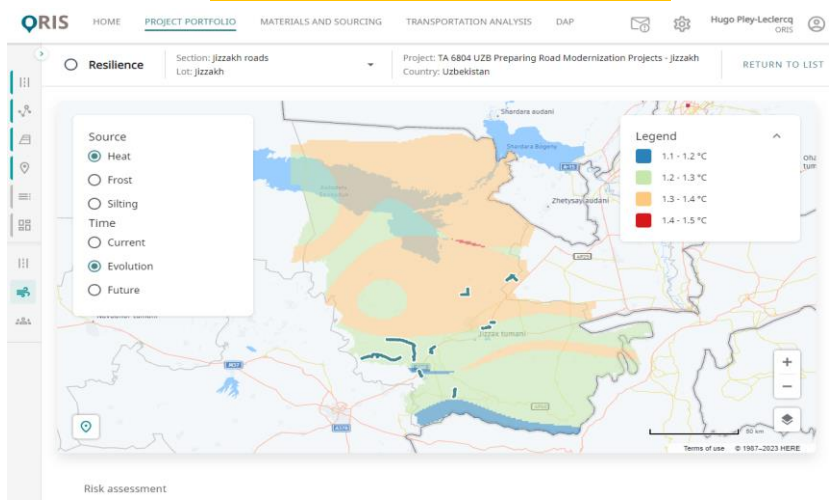 ORIS
HOME
PROJECT PORTFOLIO
MATERIALS AND SOURCING
TRANSPORTATION ANALYSIS
DAP
Hugo Pley-Leclercq
ORIS
Resilience
Section: Jizzakh roads
Lot: Jizzakh
Project: TA 6804 UZB Preparing Road Modernization Projects - Jizzakh
Country: Uzbekistan
RETURN TO LIST
Source
Heat
Frost
Silting
Time
Current
Evolution
Future
Shardara audani
Zhetysay audani
Jizzax tumani
Legend
1.1 - 1.2 °C
1.2 - 1.3 °C
1.3 - 1.4 °C
1.4 - 1.5 °C
+
−
80 km
Terms of use © 1987–2023 HERE
Risk assessment